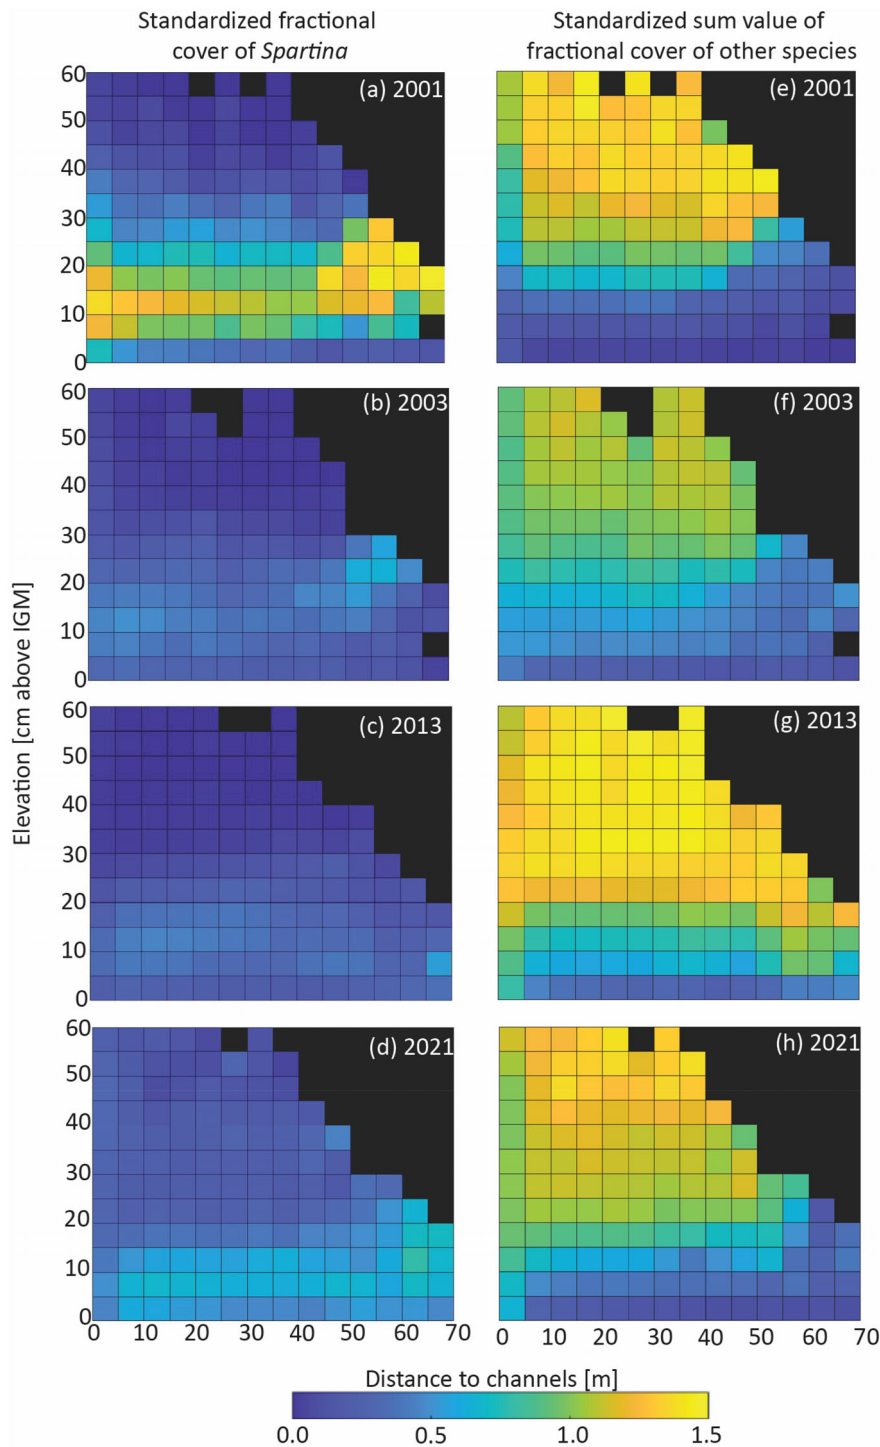 Standardized fractional
cover of Spartina
Standardized sum value of
fractional cover of other species
60
50
40
30
20
10
0
(a) 2001
(e) 2001
60
50
40
30
20
10
0
(b) 2003
(f) 2003
Elevation [cm above IGM]
60
50
40
30
20
10
0
(c) 2013
(g) 2013
60
50
40
30
20
10
0
(d) 2021
(h) 2021
0 10 20 30 40 50 60 70
0 10 20 30 40 50 60 70
Distance to channels [m]
0.0 0.5 1.0 1.5